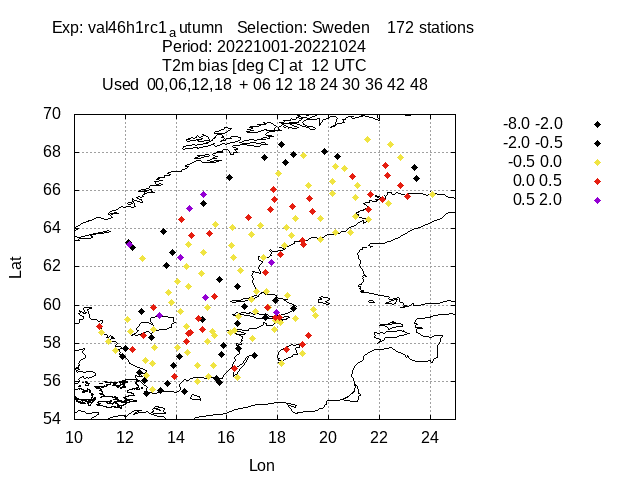 Exp: val46h1rc1_autumn Selection: Sweden 172 stations
Period: 20221001-20221024
T2m bias [deg C] at 12 UTC
Used 00,06,12,18 + 06 12 18 24 30 36 42 48
70
68
66
64
62
60
58
56
54
10 12 14 16 18 20 22 24
Lat
Lon
-8.0 -2.0
-2.0 -0.5
-0.5 0.0
0.0 0.5
0.5 2.0